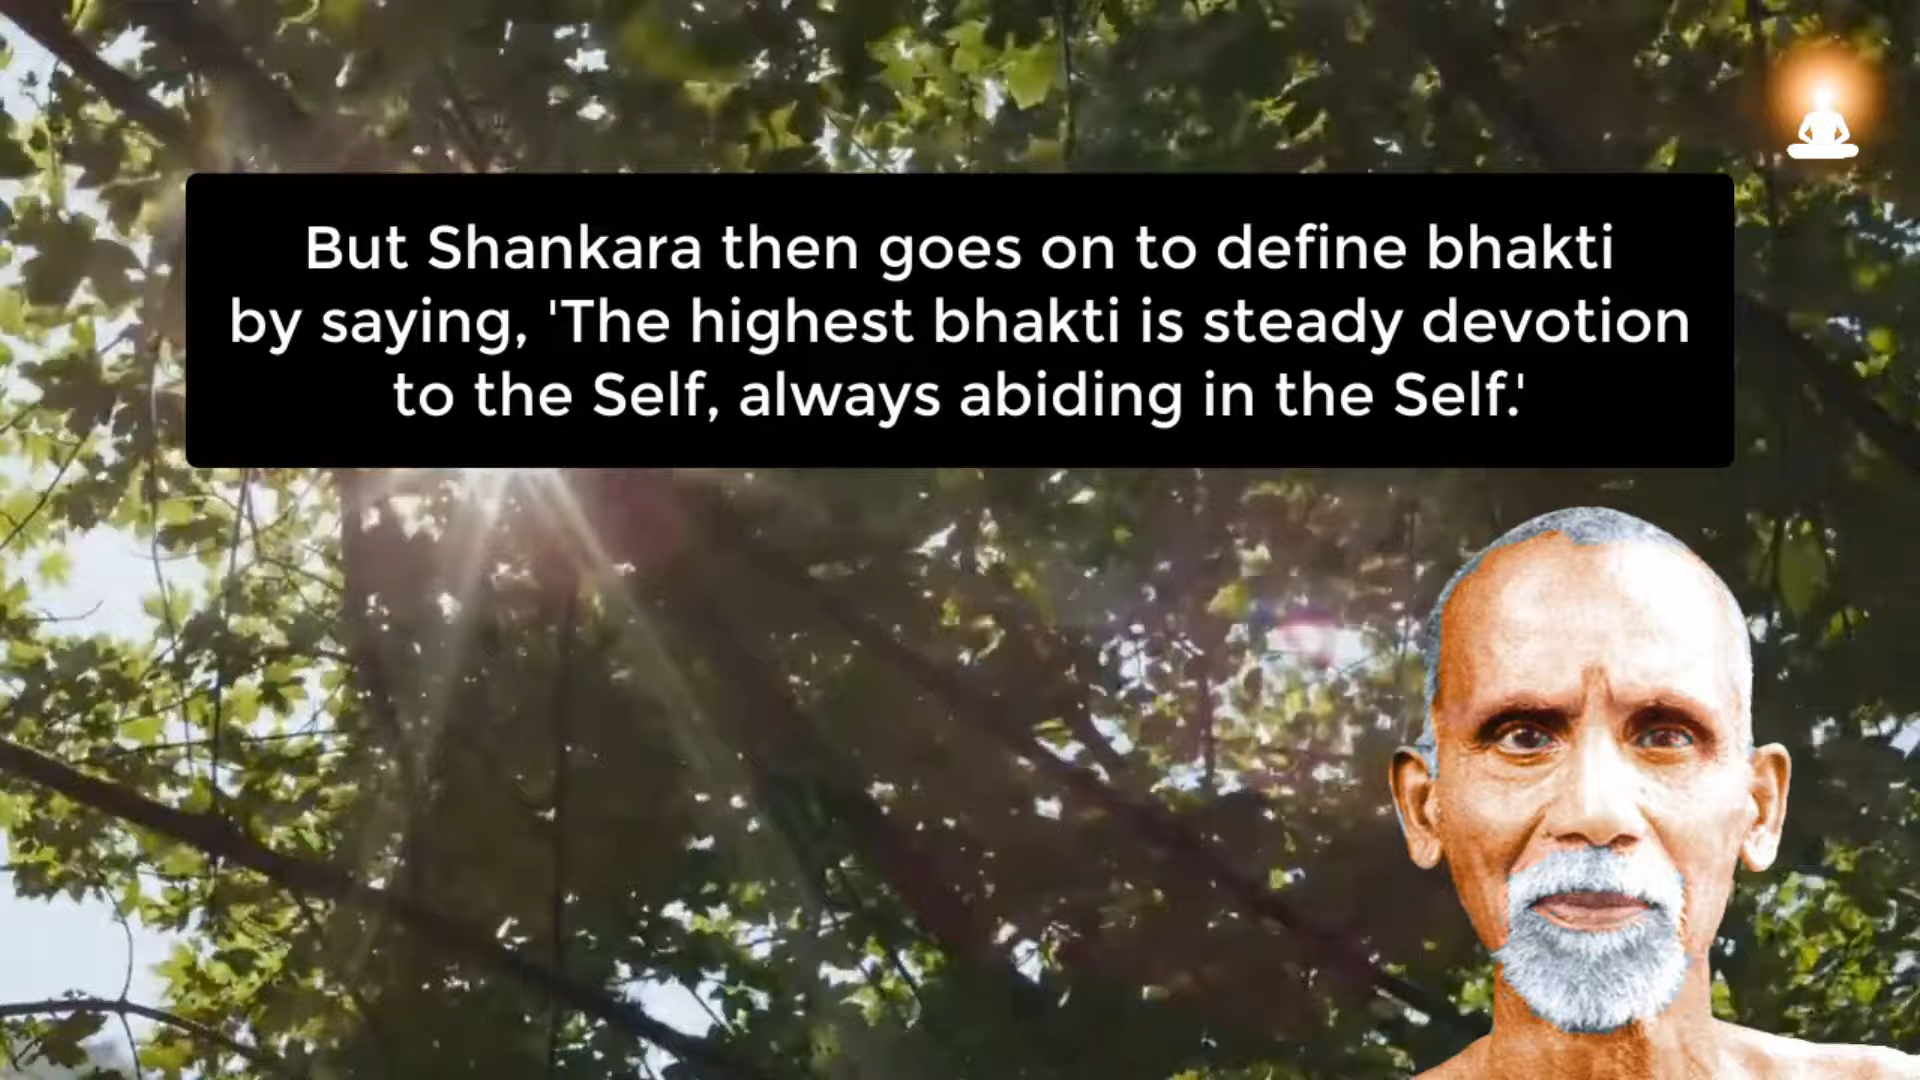 But Shankara then goes on to define bhakti
by saying, 'The highest bhakti is steady devotion
to the Self, always abiding in the Self.'